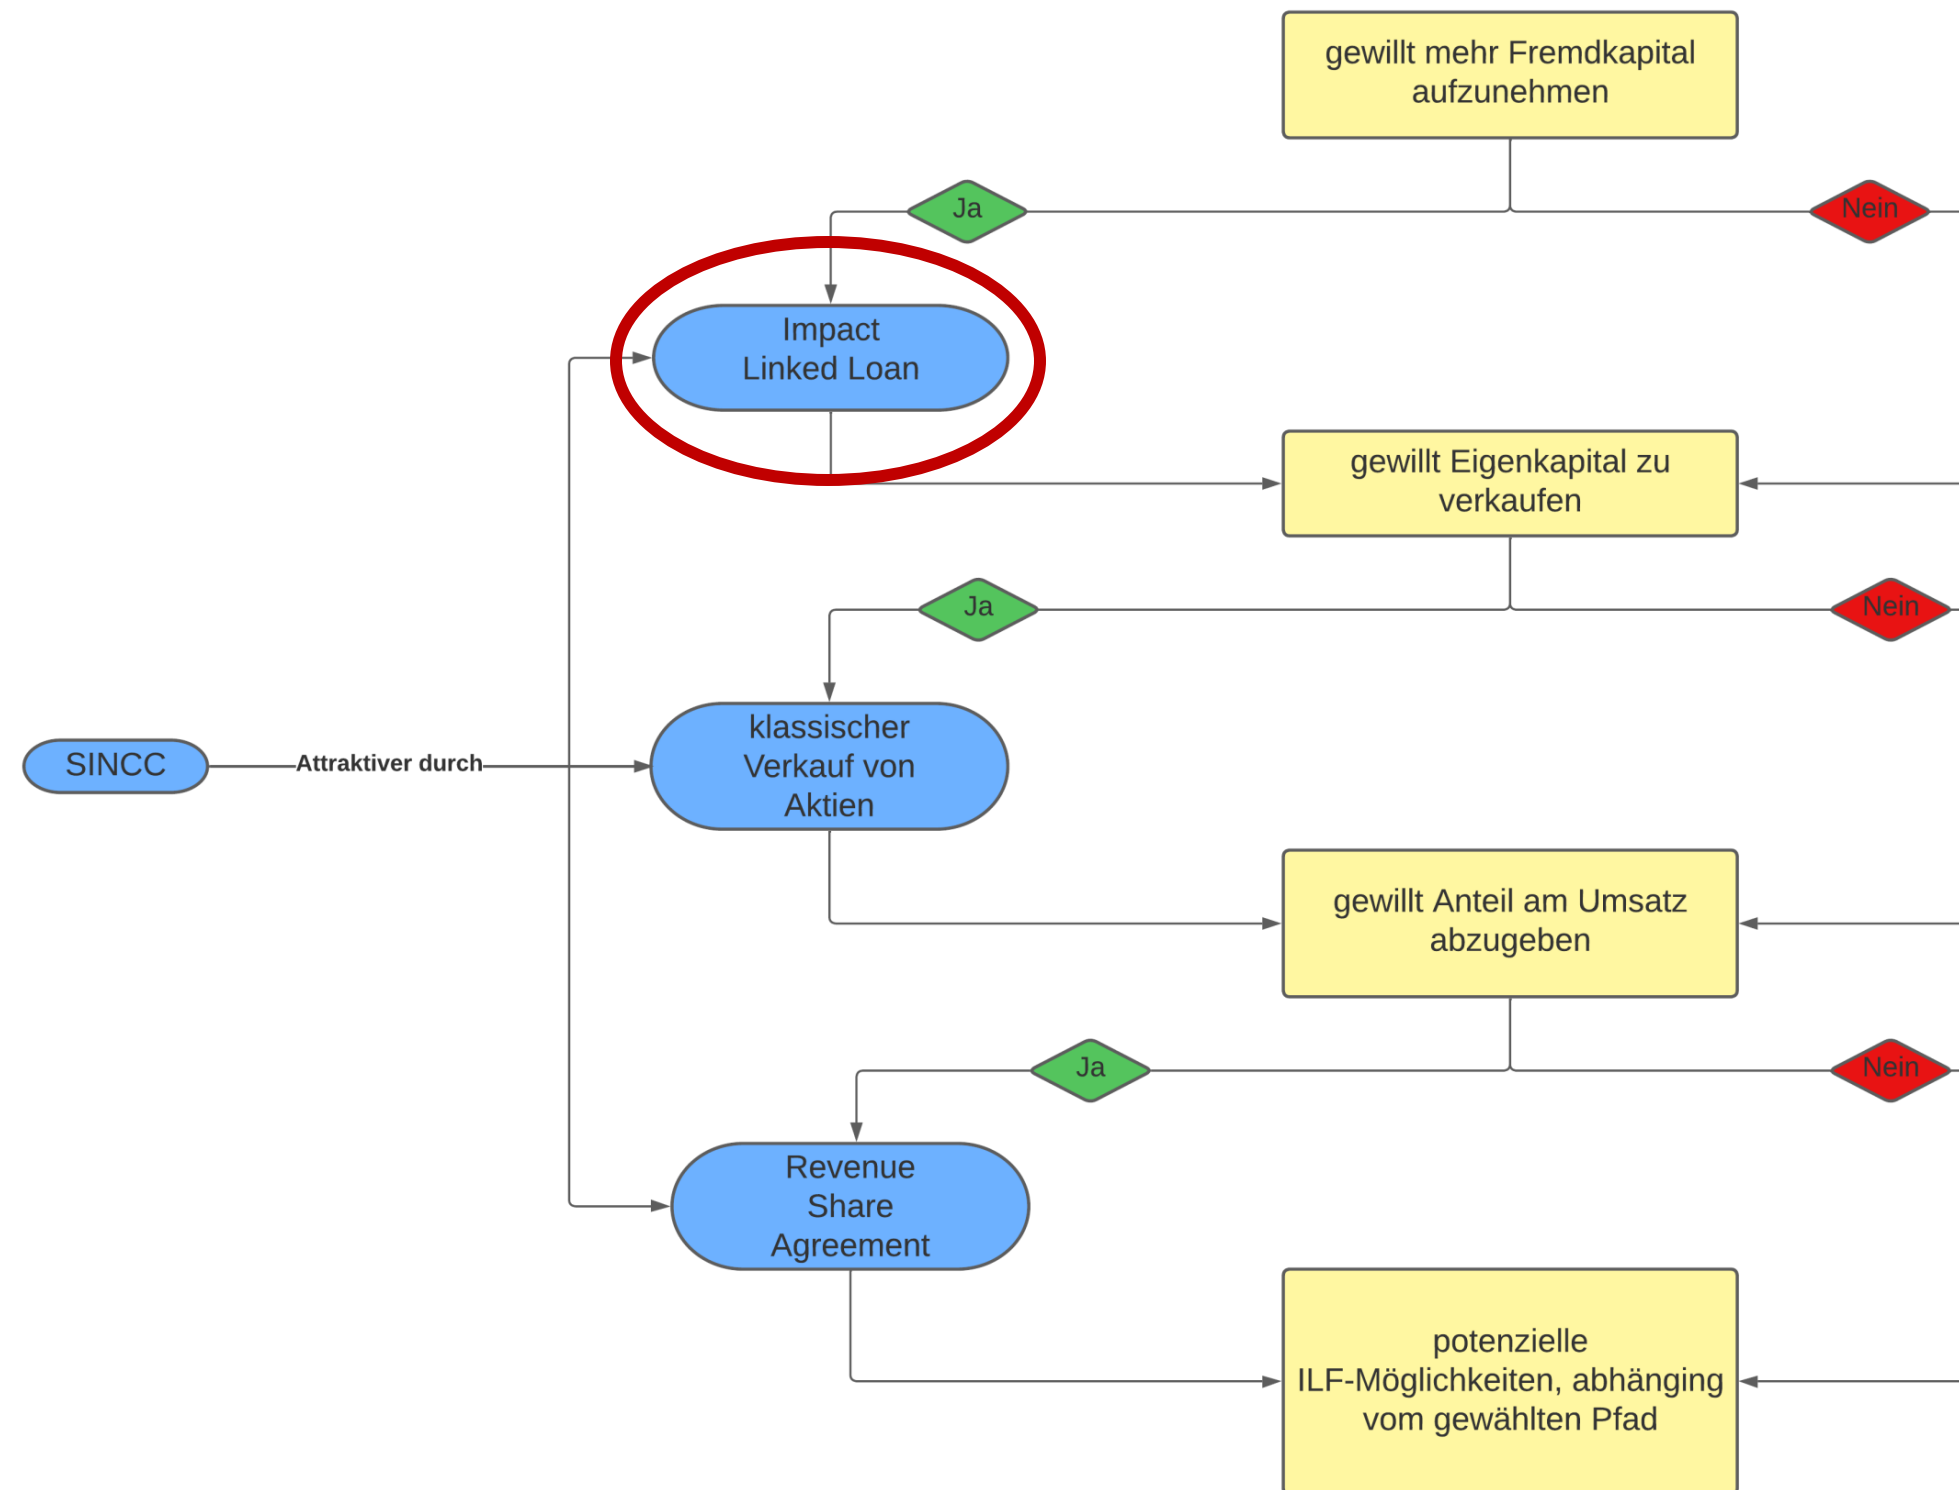 gewillt mehr Fremdkapital
aufzunehmen
Ja
Nein
Impact
Linked Loan
gewillt Eigenkapital zu
verkaufen
Ja
Nein
klassischer
Verkauf von
Aktien
SINCC
Attraktiver durch
gewillt Anteil am Umsatz
abzugeben
Ja
Nein
Revenue
Share
Agreement
potenzielle
ILF-Möglichkeiten, abhänging
vom gewählten Pfad